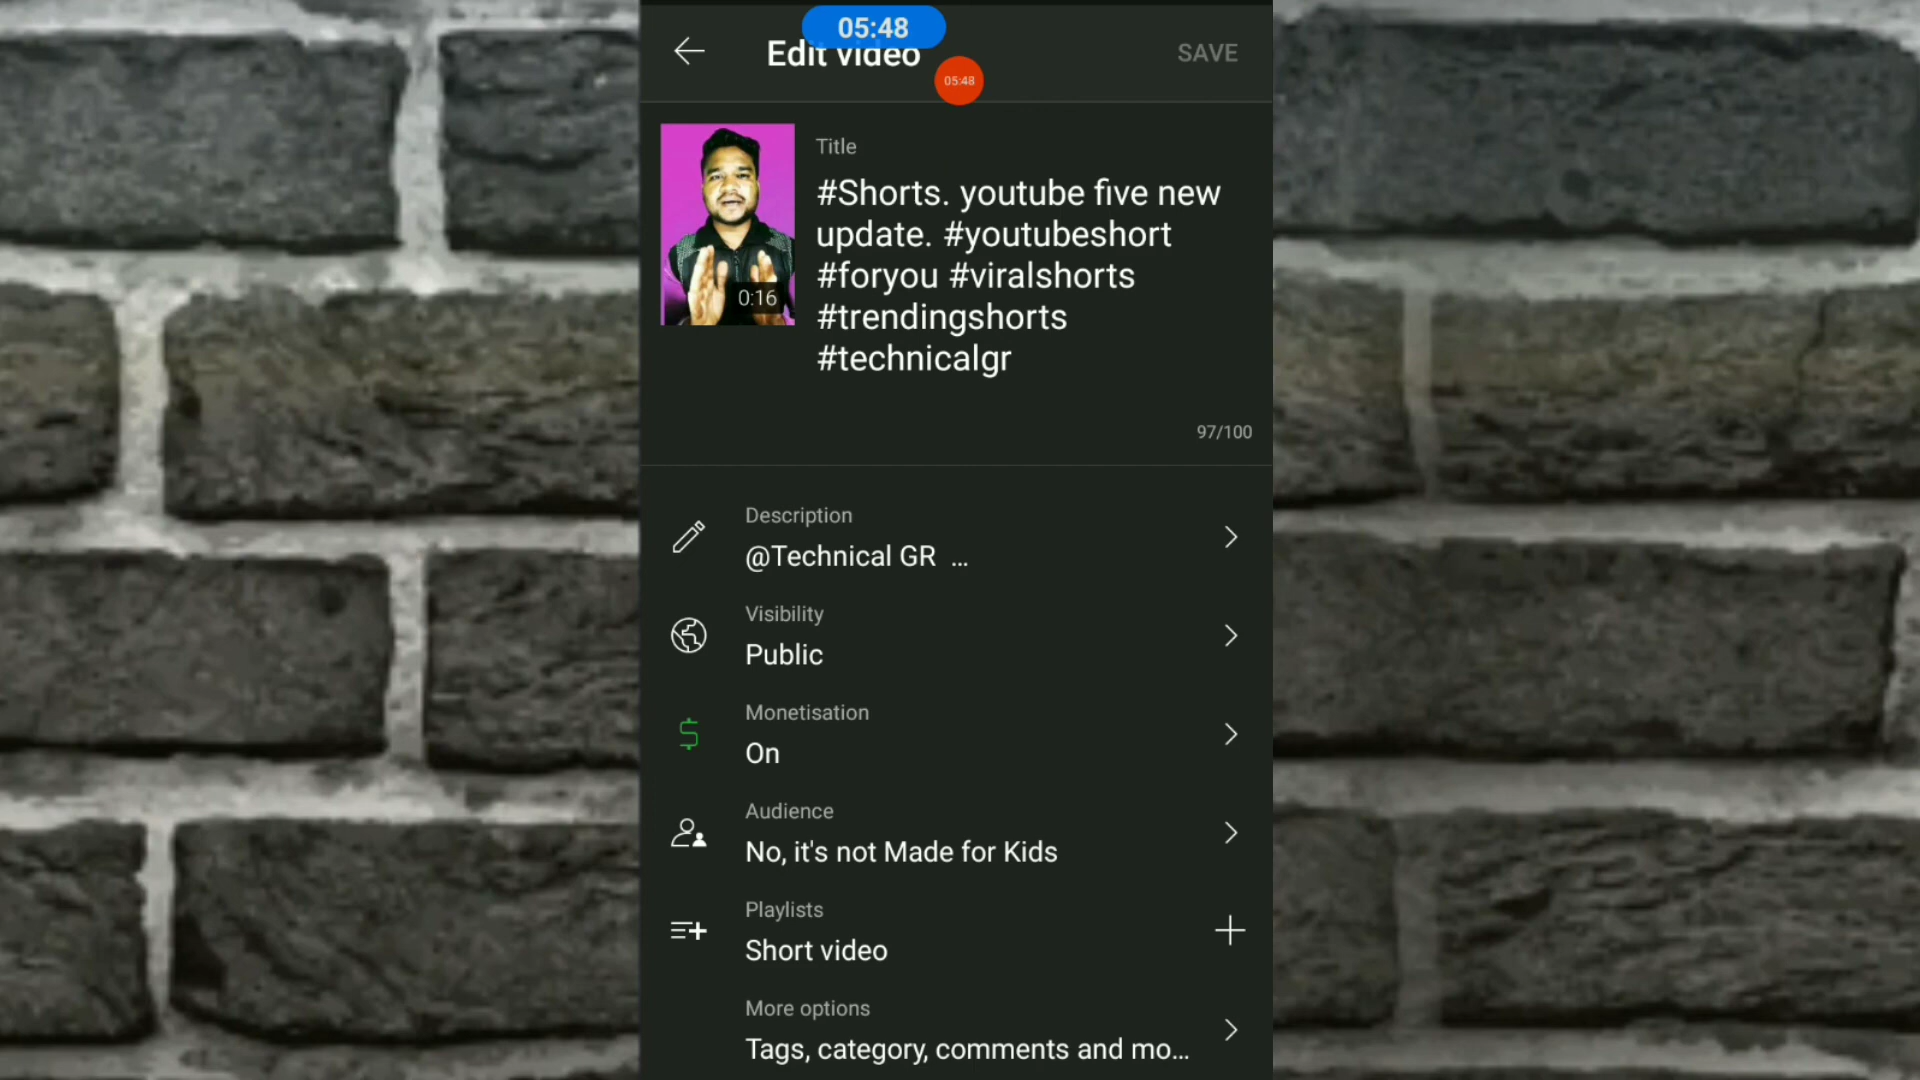 05:48
Edit video
SAVE
05:48
Title
#Shorts. youtube five new
update. #youtubeshort
#foryou #viralshorts
#trendingshorts
#technicalgr
0:16
97/100
Description
@Technical GR ...
Visibility
Public
Monetisation
On
Audience
No, it's not Made for Kids
Playlists
Short video
More options
Tags, category, comments and mo...